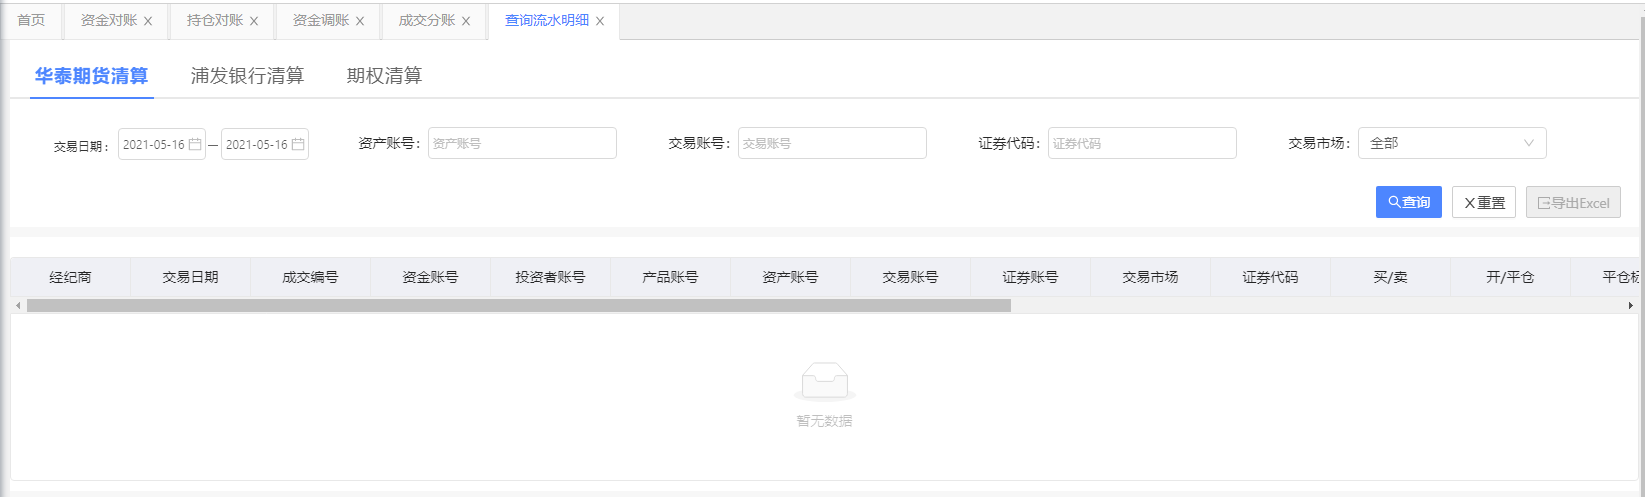 首页 资金对账 X 持仓对账 X 资金调账 X 成交分账 X 查询流水明细 X
华泰期货清算 浦发银行清算 期权清算
交易日期: 2021-05-16 — 2021-05-16 资产账号: 资产账号 交易账号: 交易账号 证券代码: 证券代码 交易市场: 全部
查询 X重置 导出Excel
经纪商 交易日期 成交编号 资金账号 投资者账号 产品账号 资产账号 交易账号 证券账号 交易市场 证券代码 买/卖 开/平仓 平仓
暂无数据